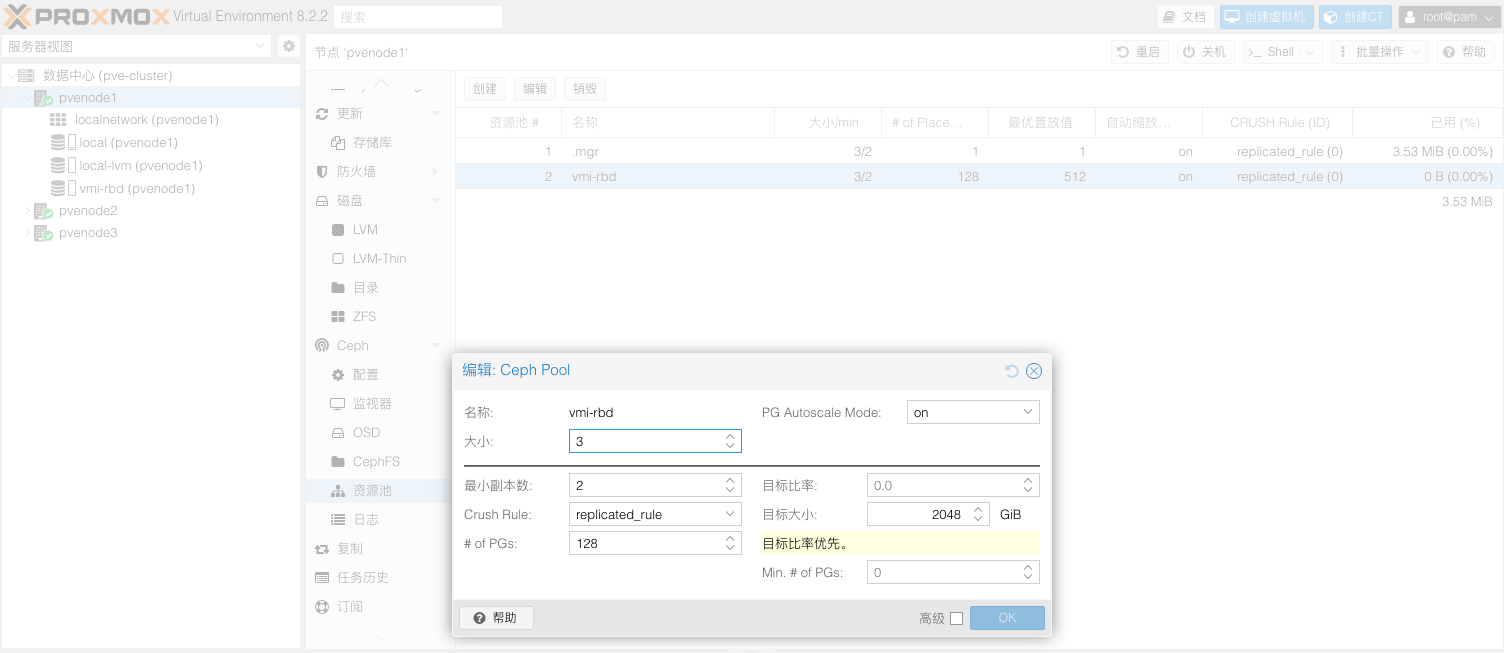 PROXMOX Virtual Environment 8.2.2 搜索 文档 创建虚拟机 创建CT root@pam
服务器视图
节点 'pvenode1' 重启 关机 Shell 批量操作 帮助
数据中心 (pve-cluster)
pvenode1
localnetwork (pvenode1)
local (pvenode1)
local-lvm (pvenode1)
vmi-rbd (pvenode1)
pvenode2
pvenode3
更新
存储库
防火墙
磁盘
LVM
LVM-Thin
目录
ZFS
Ceph
配置
监视器
OSD
CephFS
资源池
日志
复制
任务历史
订阅
创建 编辑 销毁
资源池 # 名称 大小/min # of Place... 最优置放值 自动缩放... CRUSH Rule (ID) 已用 (%)
1 .mgr 3/2 1 1 on replicated_rule (0) 3.53 MiB (0.00%)
2 vmi-rbd 3/2 128 512 on replicated_rule (0) 0 B (0.00%)
3.53 MiB
编辑: Ceph Pool
名称: vmi-rbd PG Autoscale Mode: on
大小: 3
最小副本数: 2 目标比率: 0.0
Crush Rule: replicated_rule 目标大小: 2048 GiB
# of PGs: 128 目标比率优先。
Min. # of PGs: 0
帮助 高级 OK